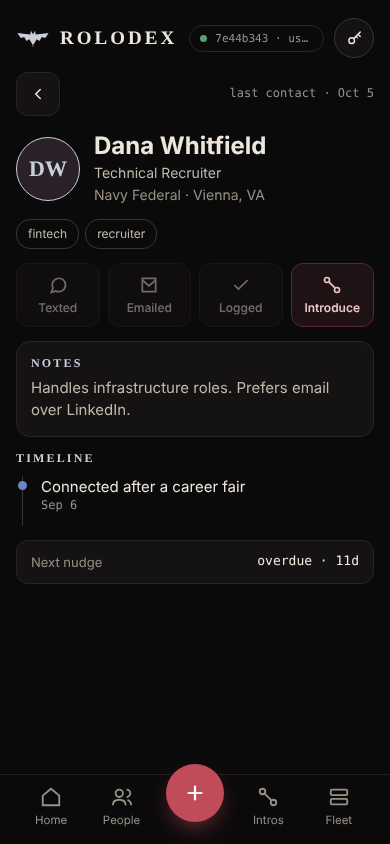 ROLODEX
7e44b343 · us…
last contact · Oct 5
DW
Dana Whitfield
Technical Recruiter
Navy Federal · Vienna, VA
fintech
recruiter
Texted
Emailed
Logged
Introduce
NOTES
Handles infrastructure roles. Prefers email
over LinkedIn.
TIMELINE
Connected after a career fair
Sep 6
Next nudge
overdue · 11d
Home
People
Intros
Fleet